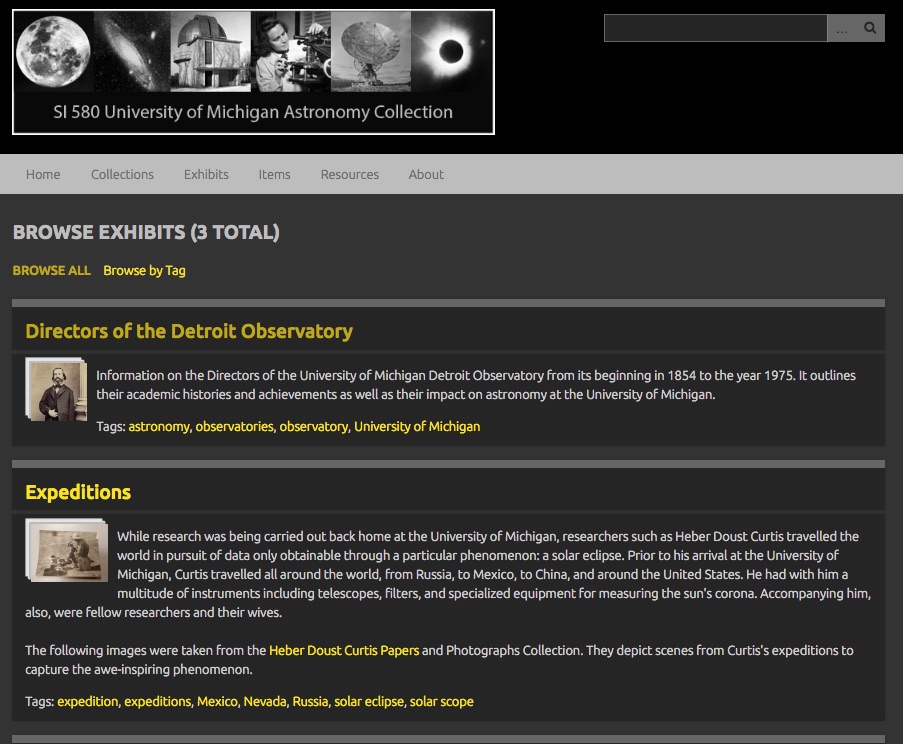 SI 580 University of Michigan Astronomy Collection
...
Home Collections Exhibits Items Resources About
BROWSE EXHIBITS (3 TOTAL)
BROWSE ALL Browse by Tag
Directors of the Detroit Observatory
Information on the Directors of the University of Michigan Detroit Observatory from its beginning in 1854 to the year 1975. It outlines
their academic histories and achievements as well as their impact on astronomy at the University of Michigan.
Tags: astronomy, observatories, observatory, University of Michigan
Expeditions
While research was being carried out back home at the University of Michigan, researchers such as Heber Doust Curtis travelled the
world in pursuit of data only obtainable through a particular phenomenon: a solar eclipse. Prior to his arrival at the University of
Michigan, Curtis travelled all around the world, from Russia, to Mexico, to China, and around the United States. He had with him a
multitude of instruments including telescopes, filters, and specialized equipment for measuring the sun's corona. Accompanying him,
also, were fellow researchers and their wives.
The following images were taken from the Heber Doust Curtis Papers and Photographs Collection. They depict scenes from Curtis's expeditions to
capture the awe-inspiring phenomenon.
Tags: expedition, expeditions, Mexico, Nevada, Russia, solar eclipse, solar scope